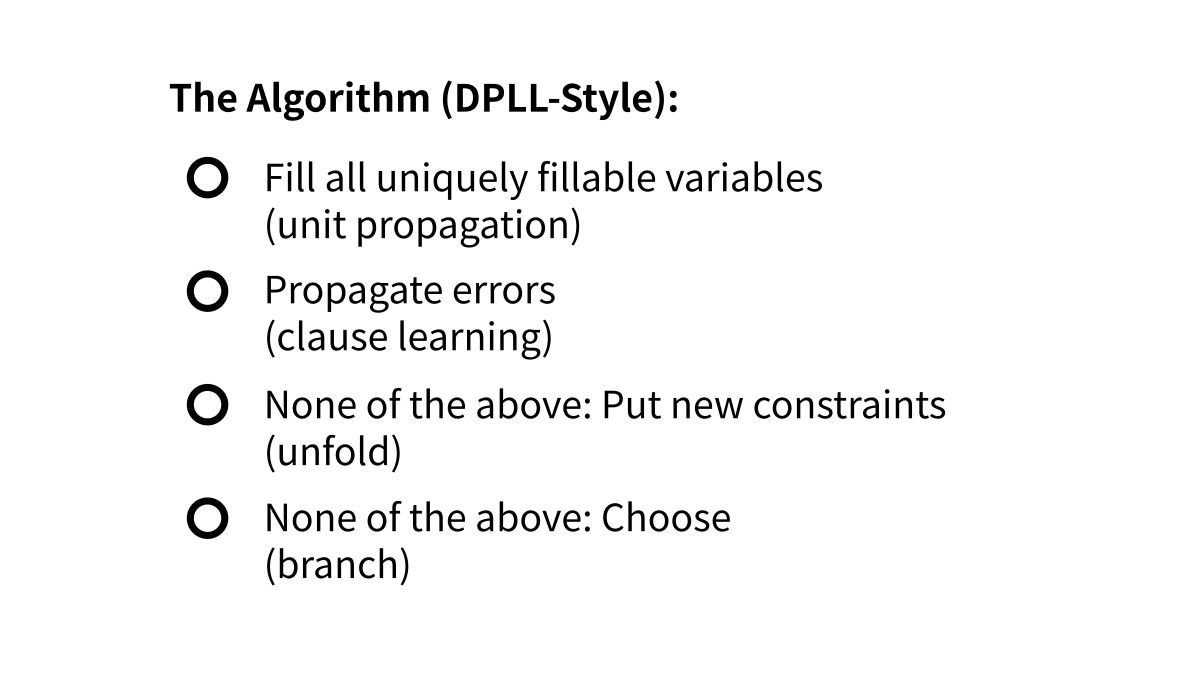 The Algorithm (DPLL-Style):
Fill all uniquely fillable variables
(unit propagation)
Propagate errors
(clause learning)
None of the above: Put new constraints
(unfold)
None of the above: Choose
(branch)